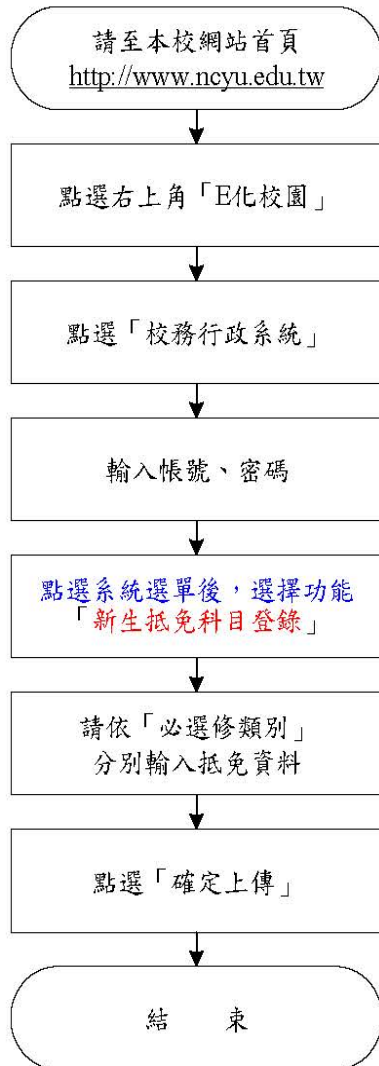 請至本校網站首頁
http://www.ncyu.edu.tw
點選右上角「E化校園」
點選「校務行政系統」
輸入帳號、密碼
點選系統選單後，選擇功能
「新生抵免科目登錄」
請依「必選修類別」
分別輸入抵免資料
點選「確定上傳」
結　　束